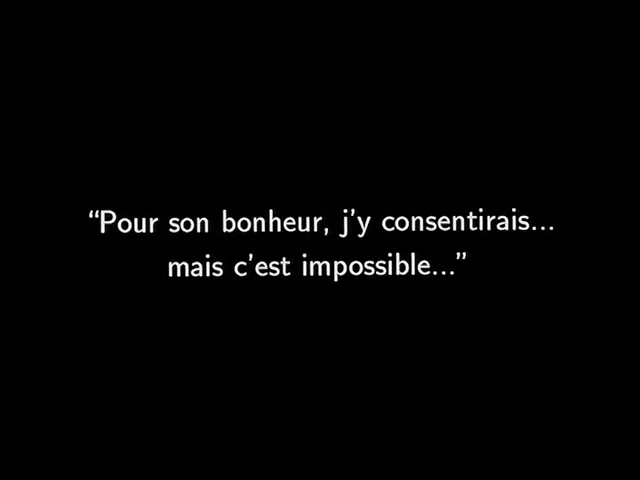 “Pour son bonheur, j'y consentirais...
mais c'est impossible...”